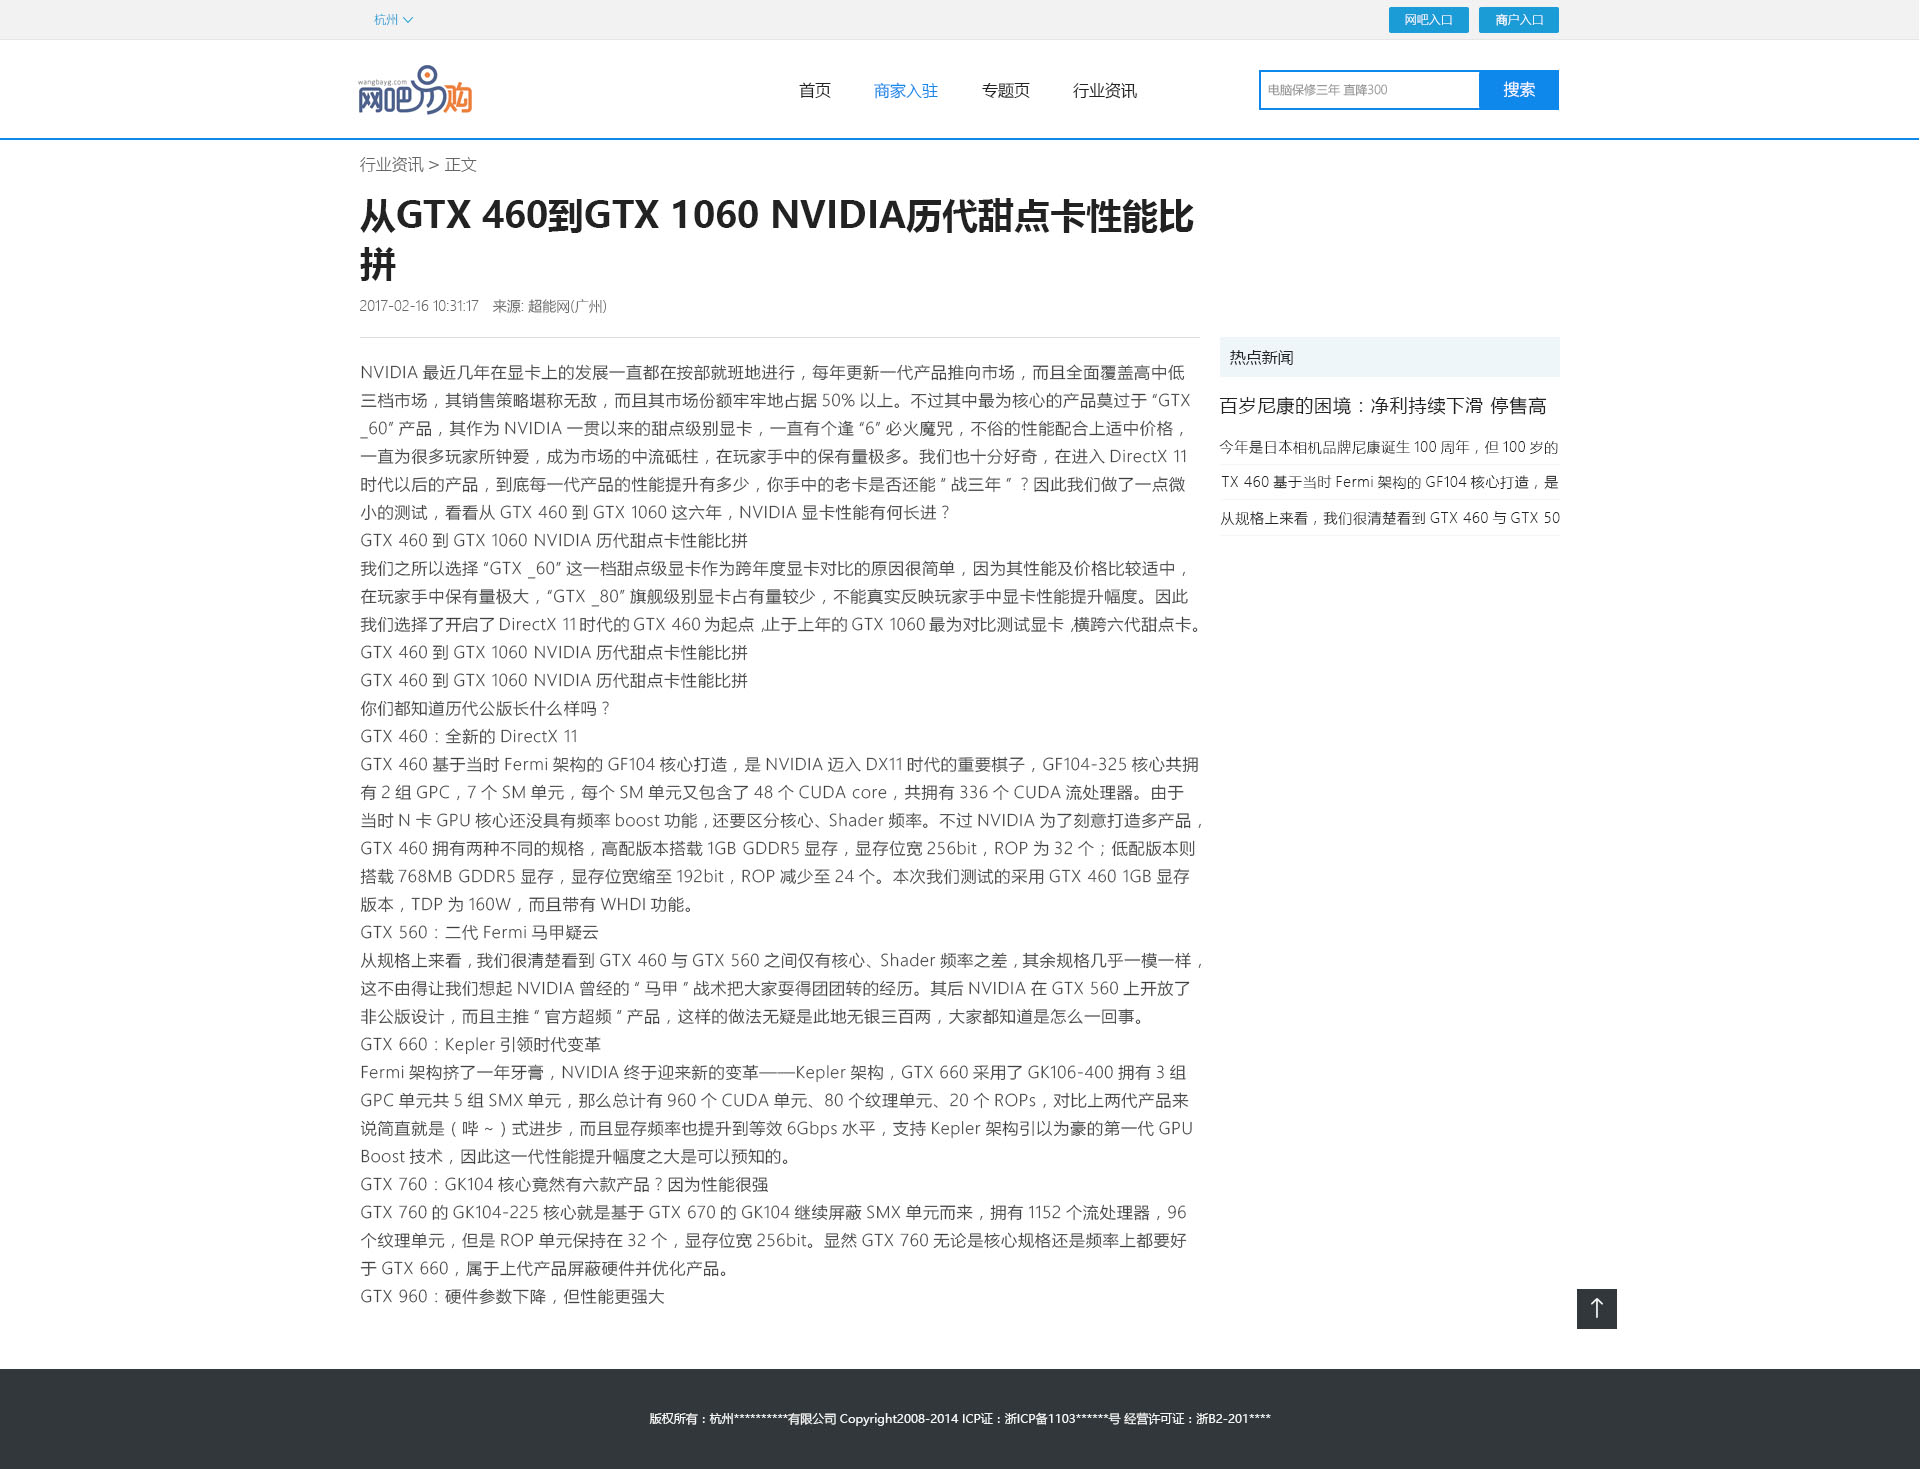 杭州
网吧入口
商户入口
wangbayg.com
网吧易购
首页
商家入驻
专题页
行业资讯
电脑保修三年 直降300
搜索
行业资讯 > 正文
从GTX 460到GTX 1060 NVIDIA历代甜点卡性能比
拼
2017-02-16 10:31:17 来源: 超能网(广州)
NVIDIA 最近几年在显卡上的发展一直都在按部就班地进行，每年更新一代产品推向市场，而且全面覆盖高中低
三档市场，其销售策略堪称无敌，而且其市场份额牢牢地占据 50% 以上。不过其中最为核心的产品莫过于 “GTX
_60” 产品，其作为 NVIDIA 一贯以来的甜点级别显卡，一直有个逢 “6” 必火魔咒，不俗的性能配合上适中价格，
一直为很多玩家所钟爱，成为市场的中流砥柱，在玩家手中的保有量极多。我们也十分好奇，在进入 DirectX 11
时代以后的产品，到底每一代产品的性能提升有多少，你手中的老卡是否还能 “ 战三年 ” ？因此我们做了一点微
小的测试，看看从 GTX 460 到 GTX 1060 这六年，NVIDIA 显卡性能有何长进？
GTX 460 到 GTX 1060 NVIDIA 历代甜点卡性能比拼
我们之所以选择 “GTX _60” 这一档甜点级显卡作为跨年度显卡对比的原因很简单，因为其性能及价格比较适中，
在玩家手中保有量极大，“GTX _80” 旗舰级别显卡占有量较少，不能真实反映玩家手中显卡性能提升幅度。因此
我们选择了开启了 DirectX 11 时代的 GTX 460 为起点，止于上年的 GTX 1060 最为对比测试显卡，横跨六代甜点卡。
GTX 460 到 GTX 1060 NVIDIA 历代甜点卡性能比拼
GTX 460 到 GTX 1060 NVIDIA 历代甜点卡性能比拼
你们都知道历代公版长什么样吗？
GTX 460：全新的 DirectX 11
GTX 460 基于当时 Fermi 架构的 GF104 核心打造，是 NVIDIA 迈入 DX11 时代的重要棋子，GF104-325 核心共拥
有 2 组 GPC，7 个 SM 单元，每个 SM 单元又包含了 48 个 CUDA core，共拥有 336 个 CUDA 流处理器。由于
当时 N 卡 GPU 核心还没具有频率 boost 功能，还要区分核心、Shader 频率。不过 NVIDIA 为了刻意打造多产品，
GTX 460 拥有两种不同的规格，高配版本搭载 1GB GDDR5 显存，显存位宽 256bit，ROP 为 32 个；低配版本则
搭载 768MB GDDR5 显存，显存位宽缩至 192bit，ROP 减少至 24 个。本次我们测试的采用 GTX 460 1GB 显存
版本，TDP 为 160W，而且带有 WHDI 功能。
GTX 560：二代 Fermi 马甲疑云
从规格上来看，我们很清楚看到 GTX 460 与 GTX 560 之间仅有核心、Shader 频率之差，其余规格几乎一模一样，
这不由得让我们想起 NVIDIA 曾经的 “ 马甲 ” 战术把大家耍得团团转的经历。其后 NVIDIA 在 GTX 560 上开放了
非公版设计，而且主推 “ 官方超频 ” 产品，这样的做法无疑是此地无银三百两，大家都知道是怎么一回事。
GTX 660：Kepler 引领时代变革
Fermi 架构挤了一年牙膏，NVIDIA 终于迎来新的变革——Kepler 架构，GTX 660 采用了 GK106-400 拥有 3 组
GPC 单元共 5 组 SMX 单元，那么总计有 960 个 CUDA 单元、80 个纹理单元、20 个 ROPs，对比上两代产品来
说简直就是（ 哔 ~ ）式进步，而且显存频率也提升到等效 6Gbps 水平，支持 Kepler 架构引以为豪的第一代 GPU
Boost 技术，因此这一代性能提升幅度之大是可以预知的。
GTX 760：GK104 核心竟然有六款产品？因为性能很强
GTX 760 的 GK104-225 核心就是基于 GTX 670 的 GK104 继续屏蔽 SMX 单元而来，拥有 1152 个流处理器，96
个纹理单元，但是 ROP 单元保持在 32 个，显存位宽 256bit。显然 GTX 760 无论是核心规格还是频率上都要好
于 GTX 660，属于上代产品屏蔽硬件并优化产品。
GTX 960：硬件参数下降，但性能更强大
热点新闻
百岁尼康的困境：净利持续下滑 停售高
今年是日本相机品牌尼康诞生 100 周年，但 100 岁的
TX 460 基于当时 Fermi 架构的 GF104 核心打造，是
从规格上来看，我们很清楚看到 GTX 460 与 GTX 50
版权所有：杭州**********有限公司 Copyright2008-2014 ICP证：浙ICP备1103******号 经营许可证：浙B2-201****